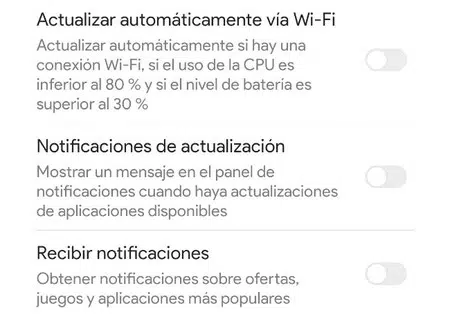 Actualizar automáticamente vía Wi-Fi
Actualizar automáticamente si hay una
conexión Wi-Fi, si el uso de la CPU es
inferior al 80 % y si el nivel de batería es
superior al 30 %
Notificaciones de actualización
Mostrar un mensaje en el panel de
notificaciones cuando haya actualizaciones
de aplicaciones disponibles
Recibir notificaciones
Obtener notificaciones sobre ofertas,
juegos y aplicaciones más populares